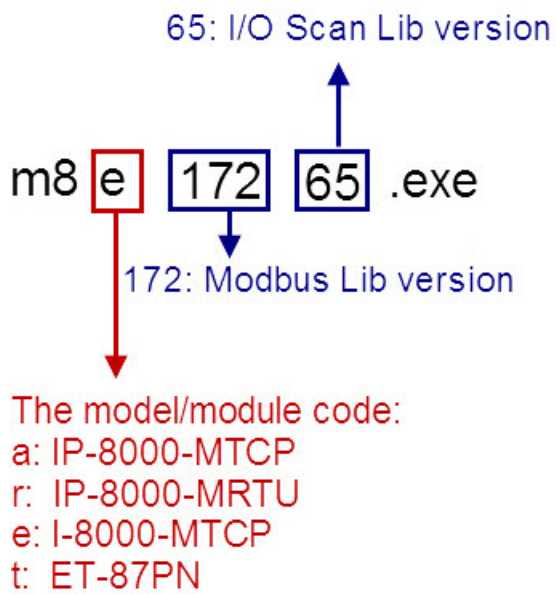 65: I/O Scan Lib version
m8 e 172 65 .exe
172: Modbus Lib version
The model/module code:
a: IP-8000-MTCP
r: IP-8000-MRTU
e: I-8000-MTCP
t: ET-87PN